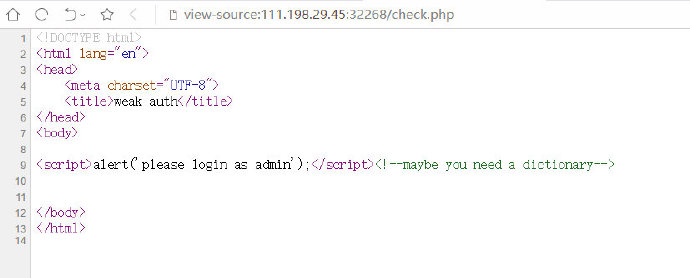 view-source:111.198.29.45:32268/check.php
1 <!DOCTYPE html>
2 <html lang="en">
3 <head>
4 <meta charset="UTF-8">
5 <title>weak auth</title>
6 </head>
7 <body>
8
9 <script>alert('please login as admin');</script><!--maybe you need a dictionary-->
10
11
12 </body>
13 </html>
14